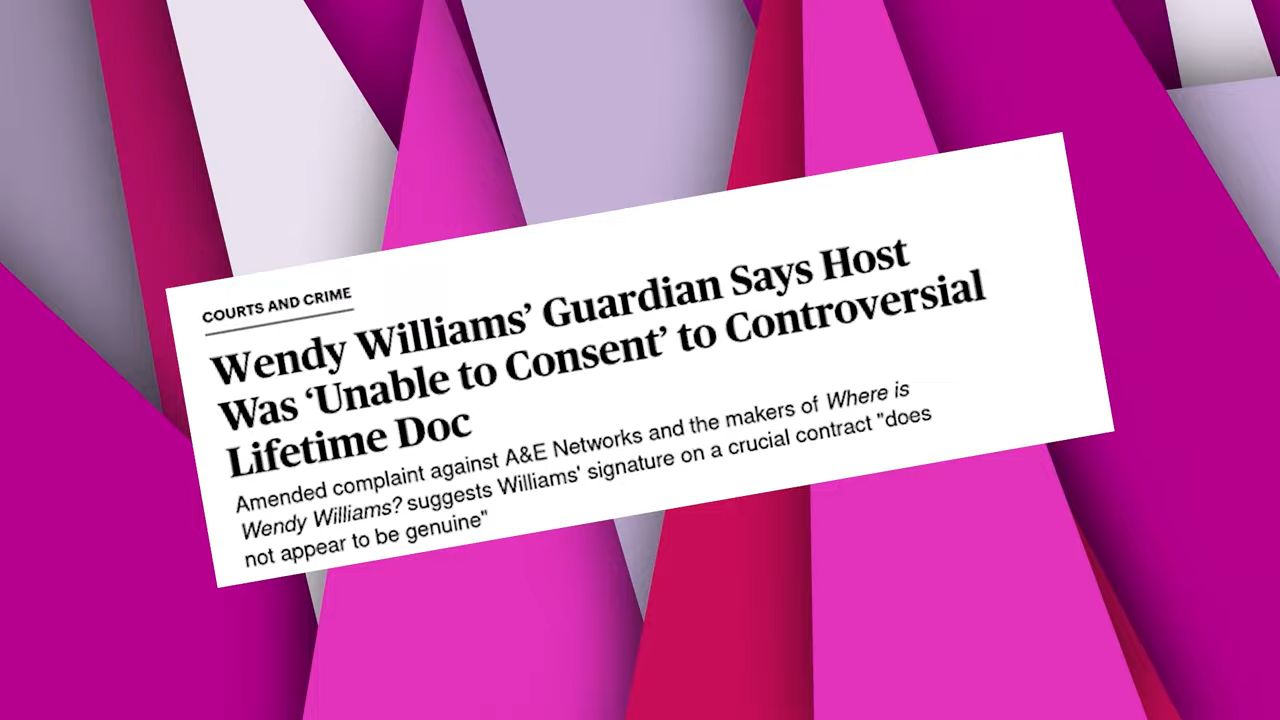 COURTS AND CRIME
Wendy Williams’ Guardian Says Host
Was ‘Unable to Consent’ to Controversial
Lifetime Doc
Amended complaint against A&E Networks and the makers of Where is
Wendy Williams? suggests Williams' signature on a crucial contract "does
not appear to be genuine"